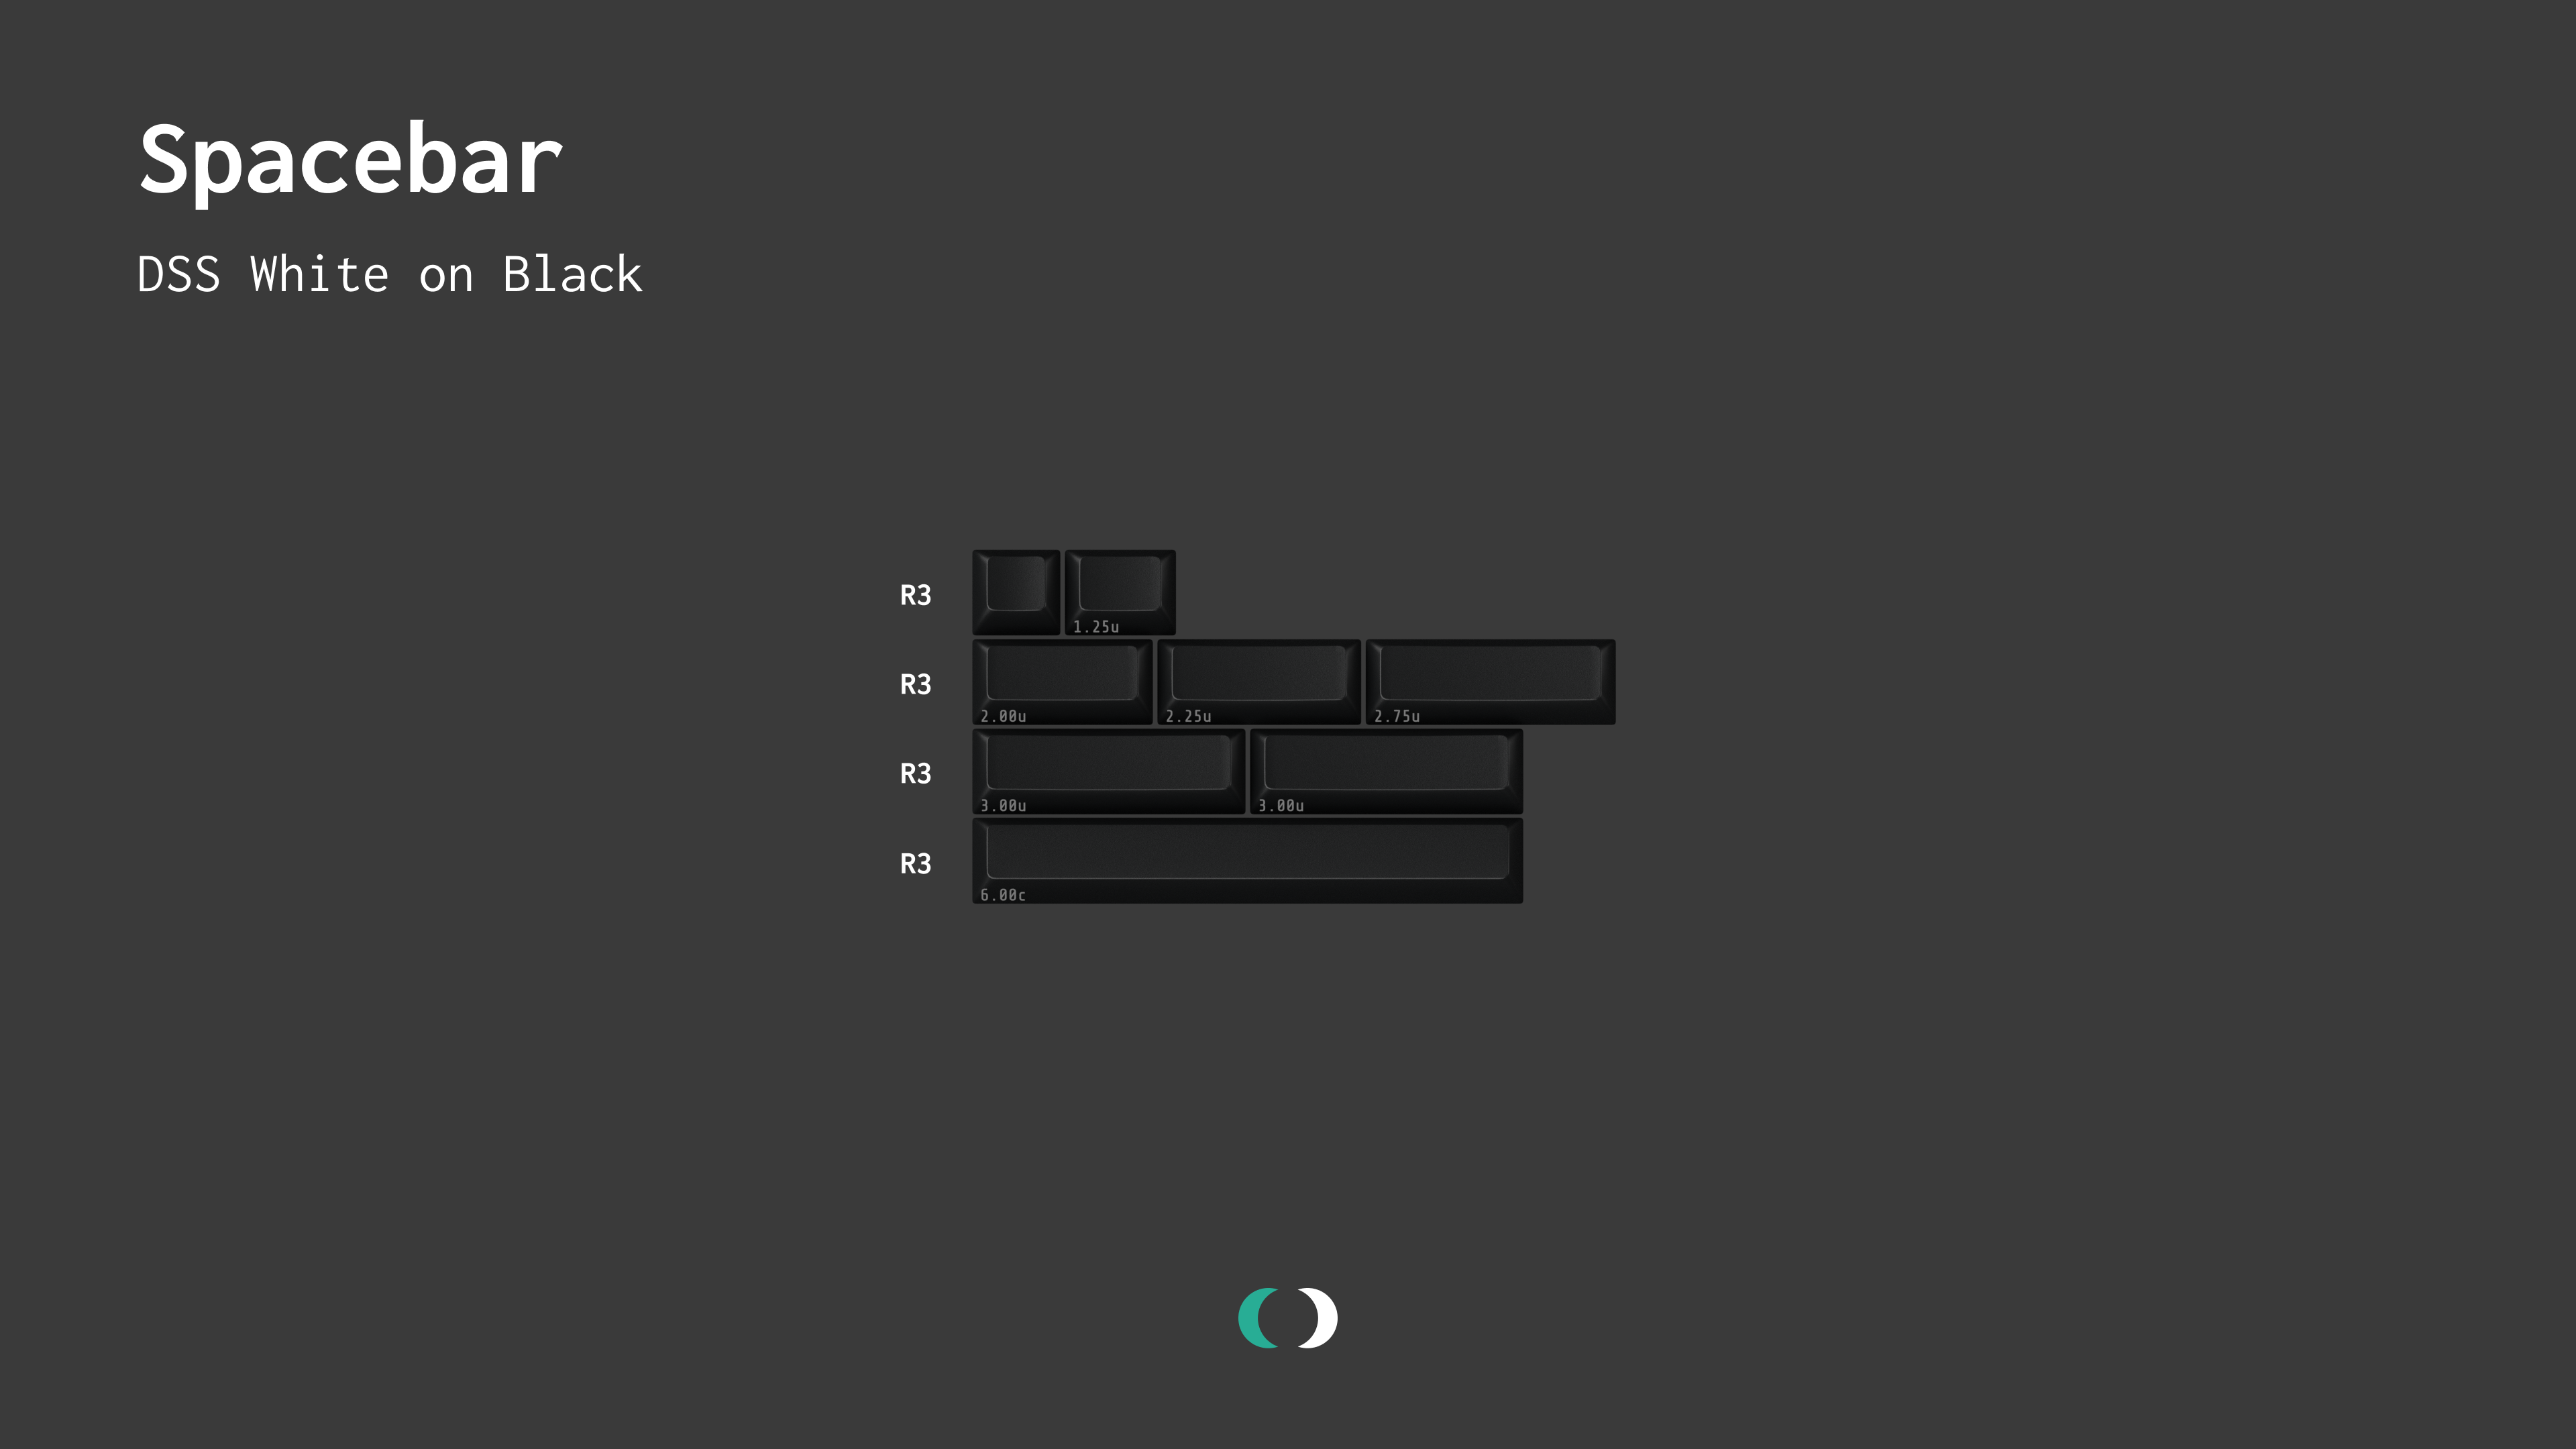 Spacebar
DSS White on Black
R3
1.25u
R3
2.00u 2.25u 2.75u
R3
3.00u 3.00u
R3
6.00c